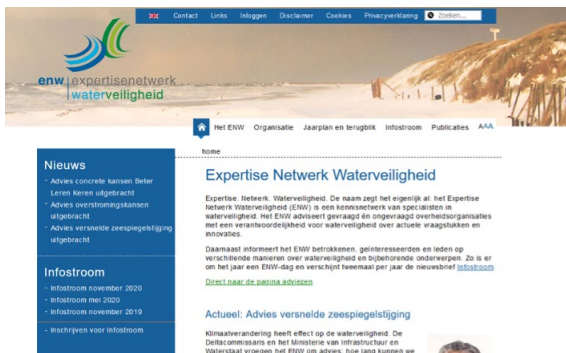 Contact Links Inloggen Disclaimer Cookies Privacyverklaring Zoeken...
enw expertisenetwerk
waterveiligheid
Het ENW Organisatie Jaarplan en terugblik Infostroom Publicaties AAA
home
Nieuws
- Advies concrete kansen Beter
Leren Keren uitgebracht
- Advies overstromingskansen
uitgebracht
- Advies versnelde zeespiegelstijging
uitgebracht
Infostroom
- Infostroom november 2020
- Infostroom mei 2020
- Infostroom november 2019
- Inschrijven voor Infostroom
Expertise Netwerk Waterveiligheid
Expertise. Netwerk. Waterveiligheid. De naam zegt het eigenlijk al: het Expertise
Netwerk Waterveiligheid (ENW) is een kennisnetwerk van specialisten in
waterveiligheid. Het ENW adviseert gevraagd én ongevraagd overheidsorganisaties
met een verantwoordelijkheid voor waterveiligheid over actuele vraagstukken en
innovaties.
Daarnaast informeert het ENW betrokkenen, geïnteresseerden en leden op
verschillende manieren over waterveiligheid en bijbehorende onderwerpen. Zo is er
om het jaar een ENW-dag en verschijnt tweemaal per jaar de nieuwsbrief Infostroom.
Direct naar de pagina adviezen
Actueel: Advies versnelde zeespiegelstijging
Klimaatverandering heeft effect op de waterveiligheid. De
Deltacommissaris en het Ministerie van Infrastructuur en
Waterstaat vroegen het ENW om advies: hoe lang kunnen we